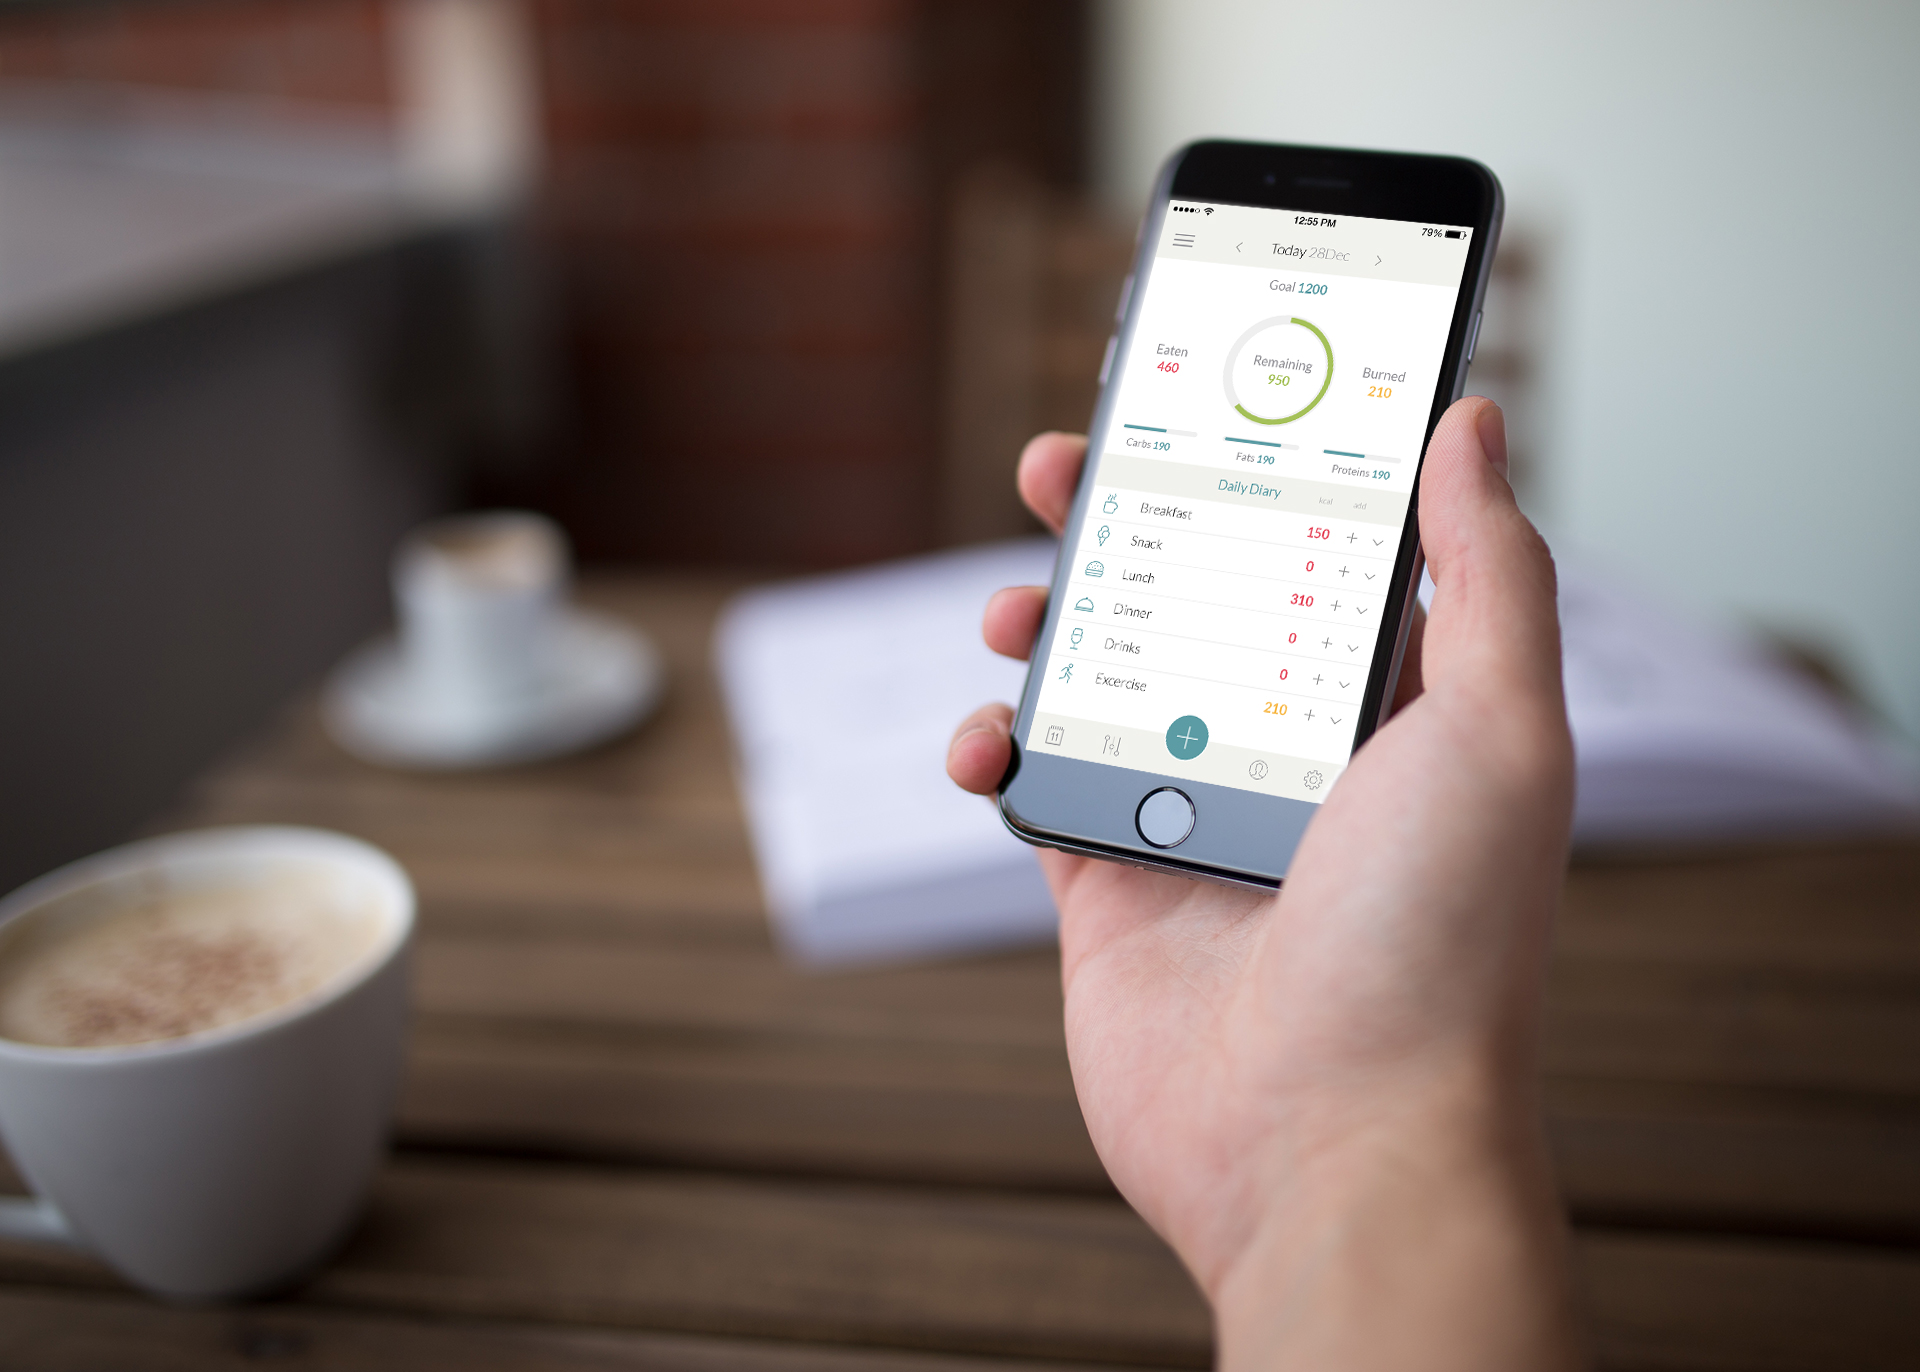 12:55 PM
79%
Today 28Dec
Goal 1200
Eaten
460
Remaining
950
Burned
210
Carbs 190
Fats 190
Proteins 190
Daily Diary kcal add
Breakfast 150
Snack 0
Lunch 310
Dinner 0
Drinks 0
Excercise 210
11